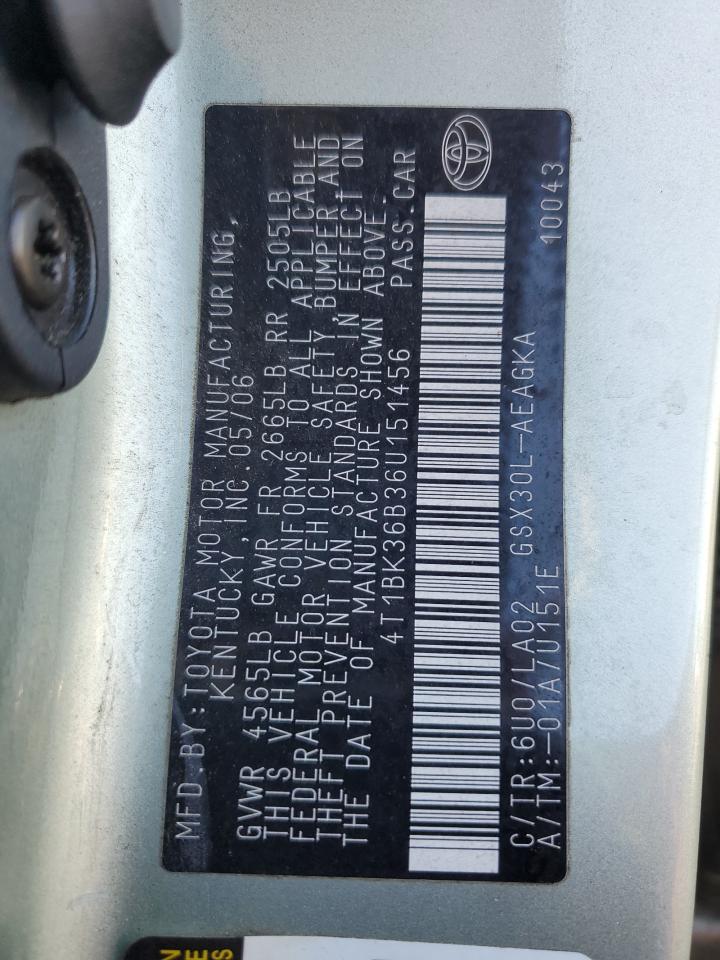 MFD.BY:TOYOTA MOTOR MANUFACTURING,
KENTUCKY,INC.05/06
GVWR 4565LB GAWR FR 2665LB RR 2505LB
THIS VEHICLE CONFORMS TO ALL APPLICABLE
FEDERAL MOTOR VEHICLE SAFETY,BUMPER,AND
THEFT PREVENTION STANDARDS IN EFFECT ON
THE DATE OF MANUFACTURE SHOWN ABOVE.
4T1BK36B36U151456 PASS.CAR
C/TR:6U0/LA02 GSX30L-AEAGKA
A/TM:-01A/U151E 10043